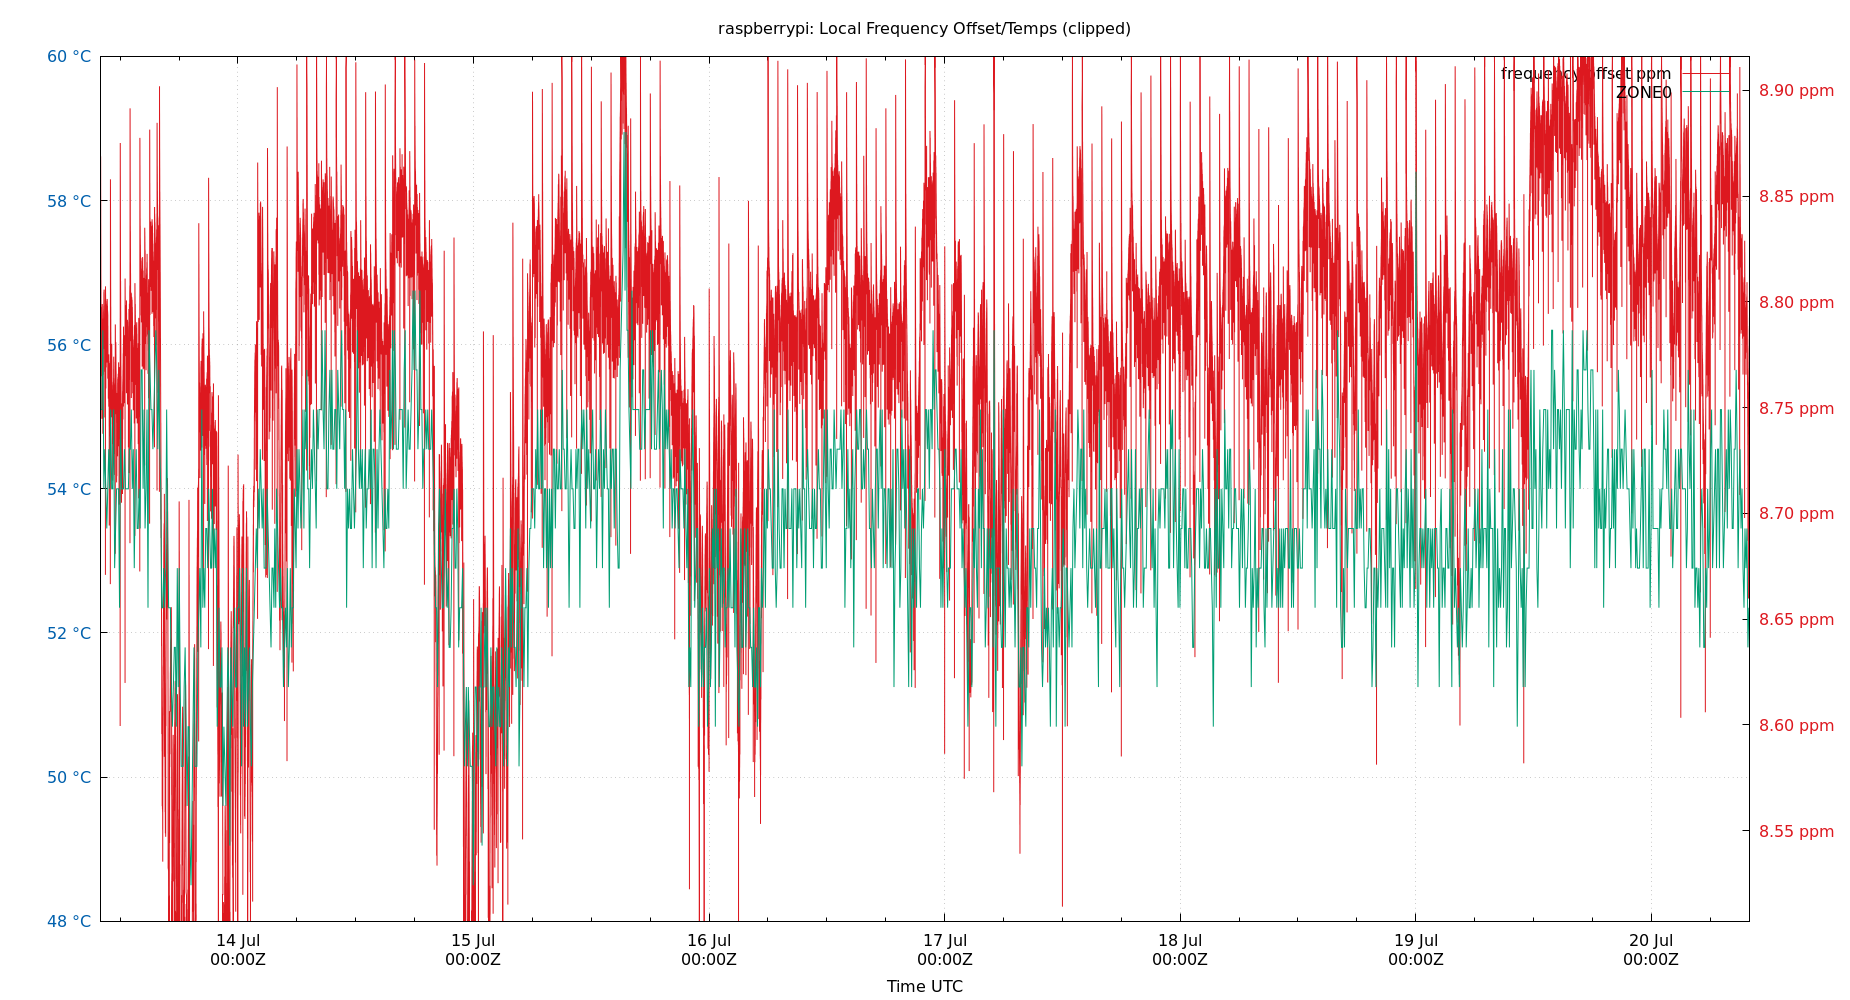 raspberrypi: Local Frequency Offset/Temps (clipped)
60 °C
58 °C
56 °C
54 °C
52 °C
50 °C
48 °C
frequency offset ppm
ZONE0
8.90 ppm
8.85 ppm
8.80 ppm
8.75 ppm
8.70 ppm
8.65 ppm
8.60 ppm
8.55 ppm
14 Jul
00:00Z
15 Jul
00:00Z
16 Jul
00:00Z
17 Jul
00:00Z
18 Jul
00:00Z
19 Jul
00:00Z
20 Jul
00:00Z
Time UTC